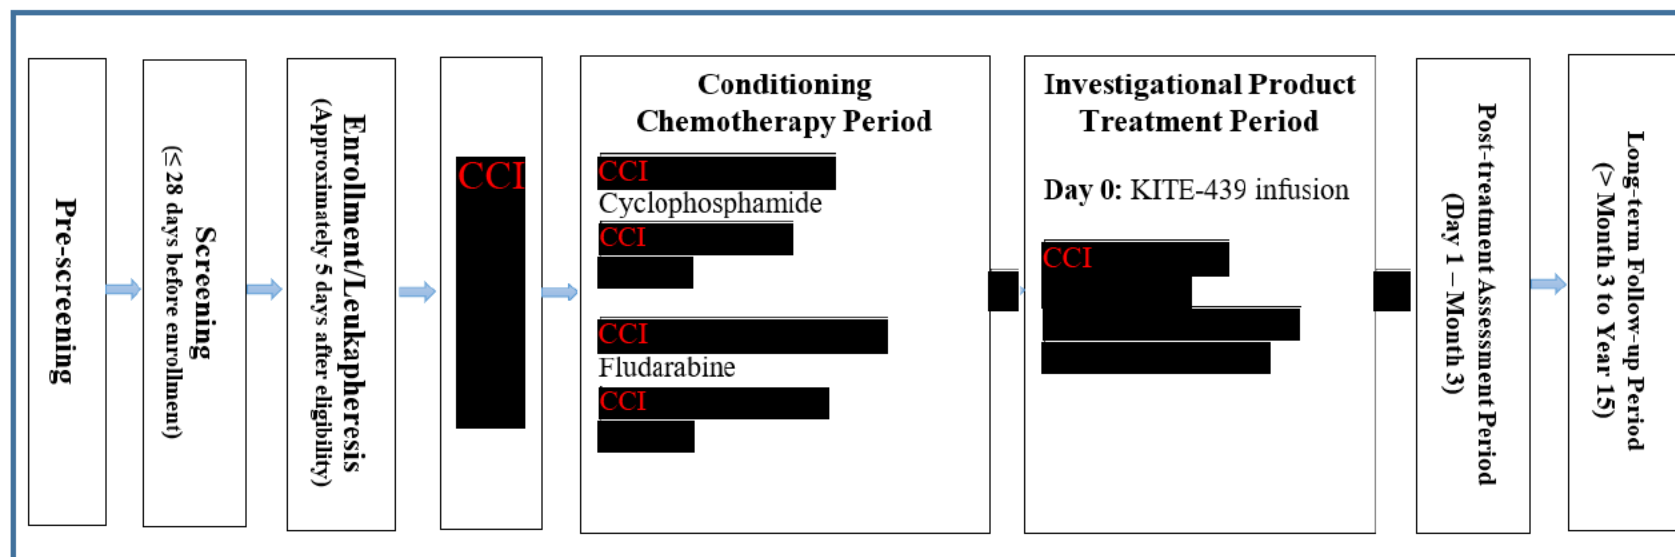 Pre-screening
Screening
(≤ 28 days before enrollment)
Enrollment/Leukapheresis
(Approximately 5 days after eligibility)
CCI
Conditioning
Chemotherapy Period
CCI
Cyclophosphamide
CCI
CCI
Fludarabine
CCI
Investigational Product
Treatment Period
Day 0: KITE-439 infusion
CCI
Post-treatment Assessment Period
(Day 1 – Month 3)
Long-term Follow-up Period
(> Month 3 to Year 15)